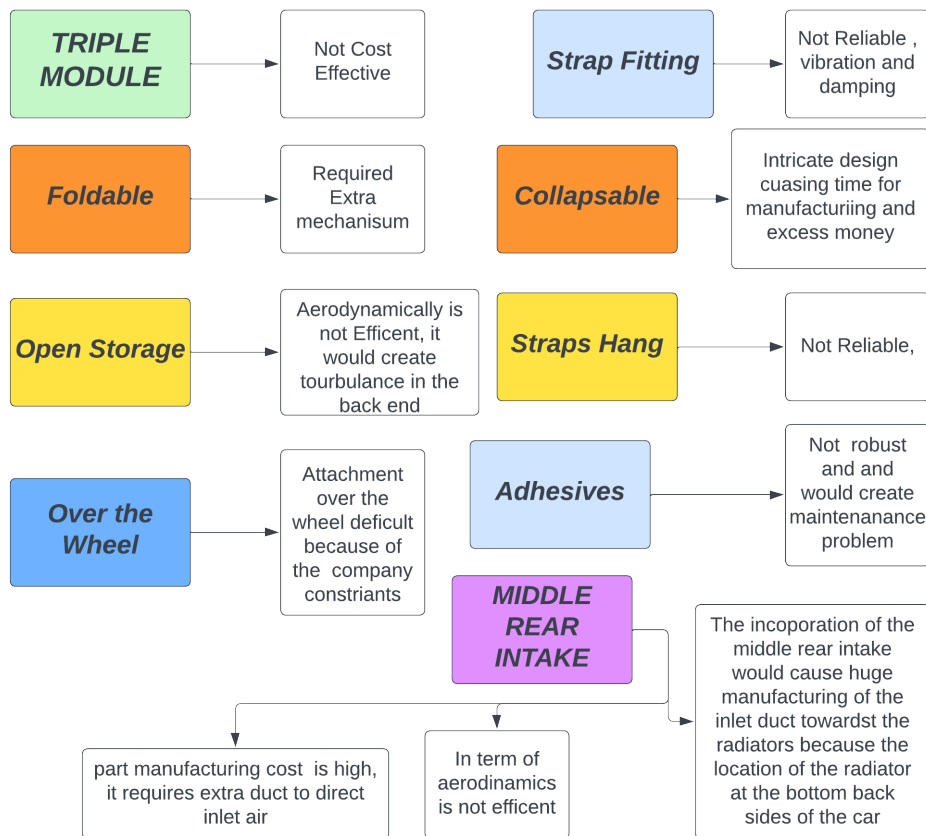 TRIPLE
MODULE
Not Cost
Effective
Strap Fitting
Not Reliable ,
vibration and
damping
Foldable
Required
Extra
mechanisum
Collapsable
Intricate design
cuasing time for
manufacturiing and
excess money
Open Storage
Aerodynamically is
not Efficent, it
would create
tourbulance in the
back end
Straps Hang
Not Reliable,
Over the
Wheel
Attachment
over the
wheel deficult
because of
the company
constriants
Adhesives
Not robust
and and
would create
maintenanance
problem
MIDDLE
REAR
INTAKE
part manufacturing cost is high,
it requires extra duct to direct
inlet air
In term of
aerodinamics
is not efficent
The incoporation of the
middle rear intake
would cause huge
manufacturing of the
inlet duct towardst the
radiators because the
location of the radiator
at the bottom back
sides of the car